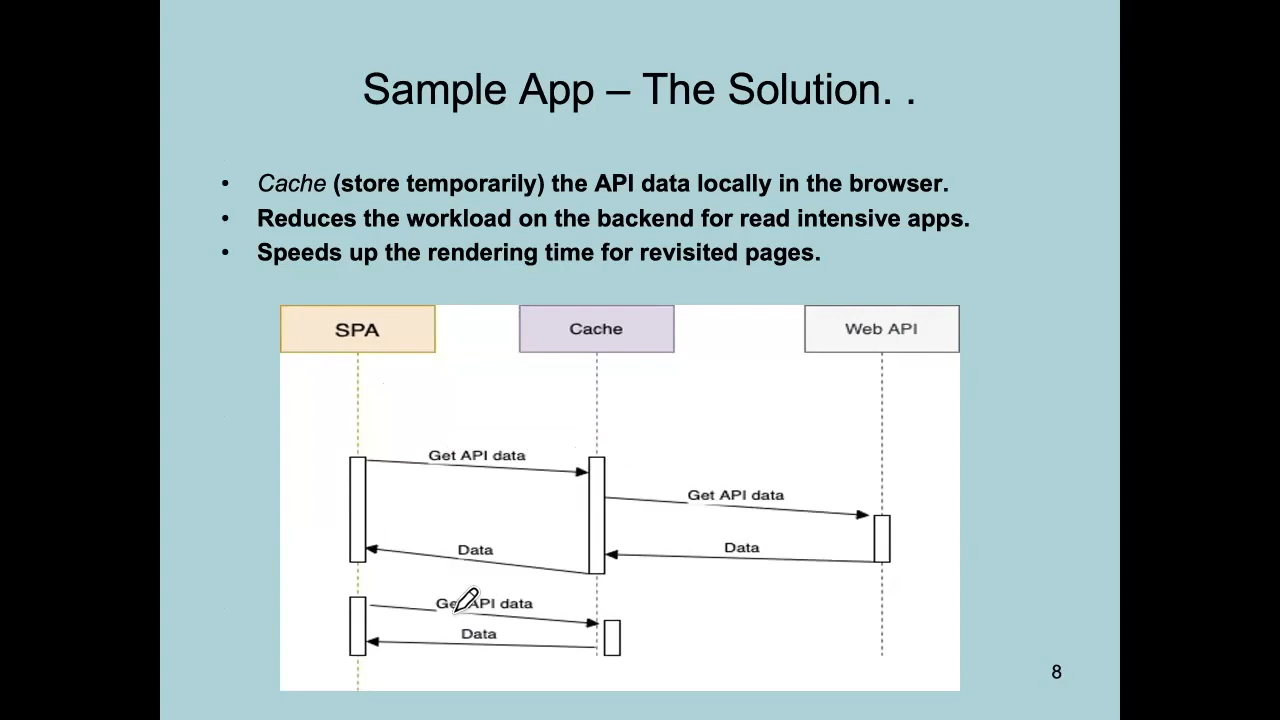 Sample App – The Solution. .
• Cache (store temporarily) the API data locally in the browser.
• Reduces the workload on the backend for read intensive apps.
• Speeds up the rendering time for revisited pages.
SPA
Cache
Web API
Get API data
Get API data
Data
Data
Get API data
Data
8